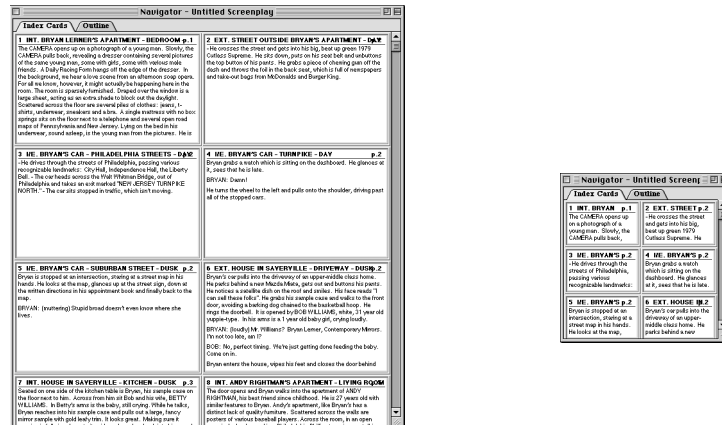 Navigator - Untitled Screenplay
Index Cards
Outline
1 INT. BRYAN LERNER'S APARTMENT - BEDROOM p.1
The CAMERA opens up on a photograph of a young man. Slowly, the
CAMERA pulls back, revealing a dresser containing several pictures
of the same young man, some with girls, some with various male
friends. A Daily Racing Form hangs off the edge of the dresser. In
the background, we hear a love scene from an afternoon soap opera.
For all we know, however, it might actually be happening here in the
room. The room is sparsely furnished. Draped over the window is a
large sheet, acting as an extra shade to block out the daylight.
Scattered across the floor are several piles of clothes: jeans, t-
shirts, underwear, sneakers and a bra. A single mattress with no box
springs sits on the floor next to a telephone and several open road
maps of Pennsylvania and New Jersey. Lying on the bed in his
underwear, sound asleep, is the young man from the pictures. He is
2 EXT. STREET OUTSIDE BRYAN'S APARTMENT - DAY
-He crosses the street and gets into his big, beat up green 1979
Cutlass Supreme. He sits down, puts on his seat belt and unbuttons
the top button of his pants. He grabs a piece of chewing gum off the
dash and throws the foil in the back seat, which is full of newspapers
and take-out bags from McDonalds and Burger King.
3 I/E. BRYAN'S CAR - PHILADELPHIA STREETS - DAY
-He drives through the streets of Philadelphia, passing various
recognizable landmarks: City Hall, Independence Hall, the Liberty
Bell. - The car heads across the Walt Whitman Bridge, out of
Philadelphia and takes an exit marked "NEW JERSEY TURNPIKE
NORTH." - The car sits stopped in traffic, which isn't moving.
4 I/E. BRYAN'S CAR - TURNPIKE - DAY p.2
Bryan grabs a watch which is sitting on the dashboard. He glances at
it, sees that he is late.
BRYAN: Damn!
He turns the wheel to the left and pulls onto the shoulder, driving past
all of the stopped cars.
5 I/E. BRYAN'S CAR - SUBURBAN STREET - DUSK p.2
Bryan is stopped at an intersection, staring at a street map in his
hands. He looks at the map, glances up at the street sign, down at
the written directions in his appointment book and finally back to the
map.
BRYAN: (muttering) Stupid broad doesn't even know where she
lives.
6 EXT. HOUSE IN SAYERVILLE - DRIVEWAY - DUSK p.2
Bryan's car pulls into the driveway of an upper-middle class home.
He parks behind a new Mazda Miata, gets out and buttons his pants.
He notices a satellite dish on the roof and smiles. His face reads "I
can sell these folks". He grabs his sample case and walks to the front
door, avoiding a barking dog chained to the basketball hoop. He
rings the doorbell. It is opened by BOB WILLIAMS, white, 31 year old
yuppie-type. In his arms is a 1 year old baby girl, crying loudly.
BRYAN: (loudly) Mr. Williams? Bryan Lerner, Contemporary Mirrors.
I'm not too late, am I?
BOB: No, perfect timing. We're just getting done feeding the baby.
Come on in.
Bryan enters the house, wipes his feet and closes the door behind
7 INT. HOUSE IN SAYERVILLE - KITCHEN - DUSK p.3
Seated on one side of the kitchen table is Bryan, his sample case on
the floor next to him. Across from him sit Bob and his wife, BETTY
WILLIAMS. In Betty's arms is the baby, still crying. While he talks,
Bryan reaches into his sample case and pulls out a large, fancy
mirror sample with gold leafy trim. It looks great. Making sure it
8 INT. ANDY RIGHTMAN'S APARTMENT - LIVING ROOM
The door opens and Bryan walks into the apartment of ANDY
RIGHTMAN, his best friend since childhood. He is 27 years old with
similar features to Bryan. Andy's apartment, like Bryan's has a
distinct lack of quality furniture. Scattered across the walls are
posters of various baseball players. Across the room, in an open
Navigator - Untitled Screenp
Index Cards
Outline
1 INT. BRYAN p.1
The CAMERA opens up
on a photograph of a
young man. Slowly, the
CAMERA pulls back,
2 EXT. STREET p.2
-He crosses the street
and gets into his big,
beat up green 1979
Cutlass Supreme. He
3 I/E. BRYAN'S p.2
-He drives through the
streets of Philadelphia,
passing various
recognizable landmarks:
4 I/E. BRYAN'S p.2
Bryan grabs a watch
which is sitting on the
dashboard. He glances
at it, sees that he is late.
5 I/E. BRYAN'S p.2
Bryan is stopped at an
intersection, staring at a
street map in his hands.
He looks at the map,
6 EXT. HOUSE IN p.2
Bryan's car pulls into the
driveway of an upper-
middle class home. He
parks behind a new